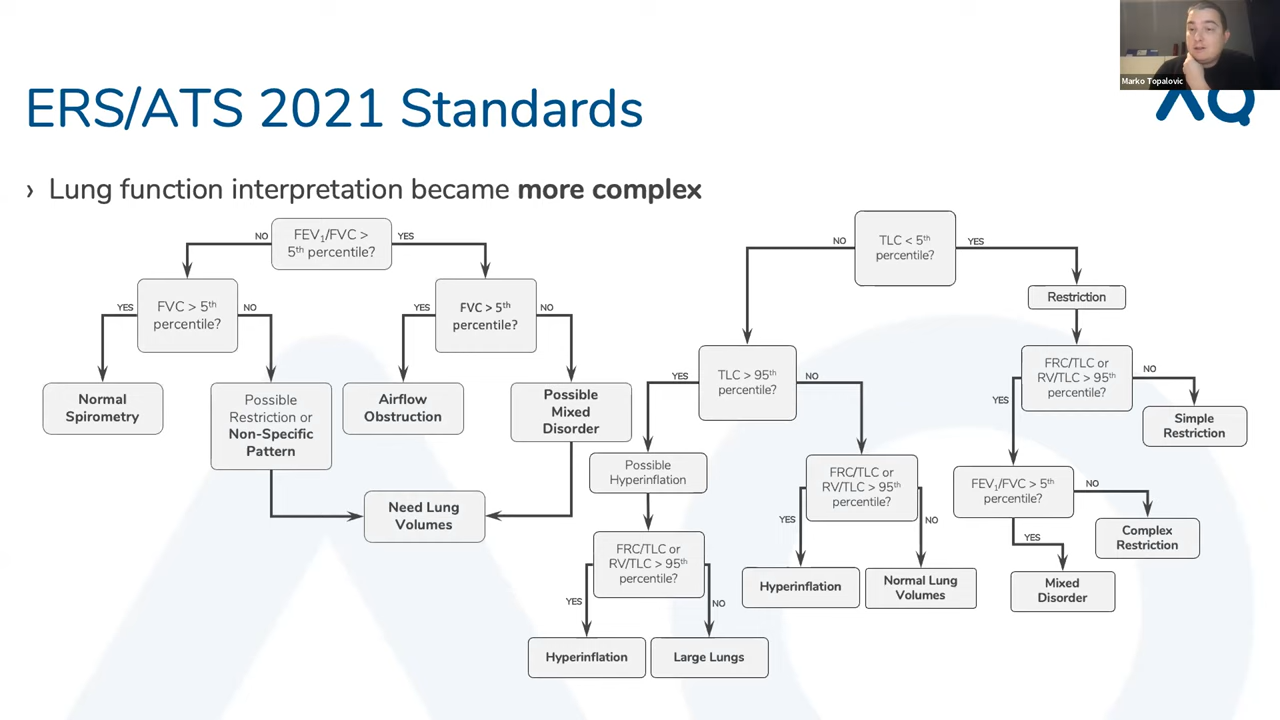 Marko Topalovic
ERS/ATS 2021 Standards
› Lung function interpretation became more complex
FEV₁/FVC >
5ᵗʰ percentile?
NO
YES
FVC > 5ᵗʰ
percentile?
YES
NO
FVC > 5ᵗʰ
percentile?
YES
NO
Normal
Spirometry
Possible
Restriction or
Non-Specific
Pattern
Airflow
Obstruction
Possible
Mixed
Disorder
Need Lung
Volumes
TLC < 5ᵗʰ
percentile?
NO
YES
Restriction
TLC > 95ᵗʰ
percentile?
YES
NO
FRC/TLC or
RV/TLC > 95ᵗʰ
percentile?
YES
NO
Simple
Restriction
Possible
Hyperinflation
FRC/TLC or
RV/TLC > 95ᵗʰ
percentile?
YES
NO
FEV₁/FVC > 5ᵗʰ
percentile?
NO
YES
Complex
Restriction
FRC/TLC or
RV/TLC > 95ᵗʰ
percentile?
YES
NO
Hyperinflation
Normal Lung
Volumes
Mixed
Disorder
Hyperinflation
Large Lungs